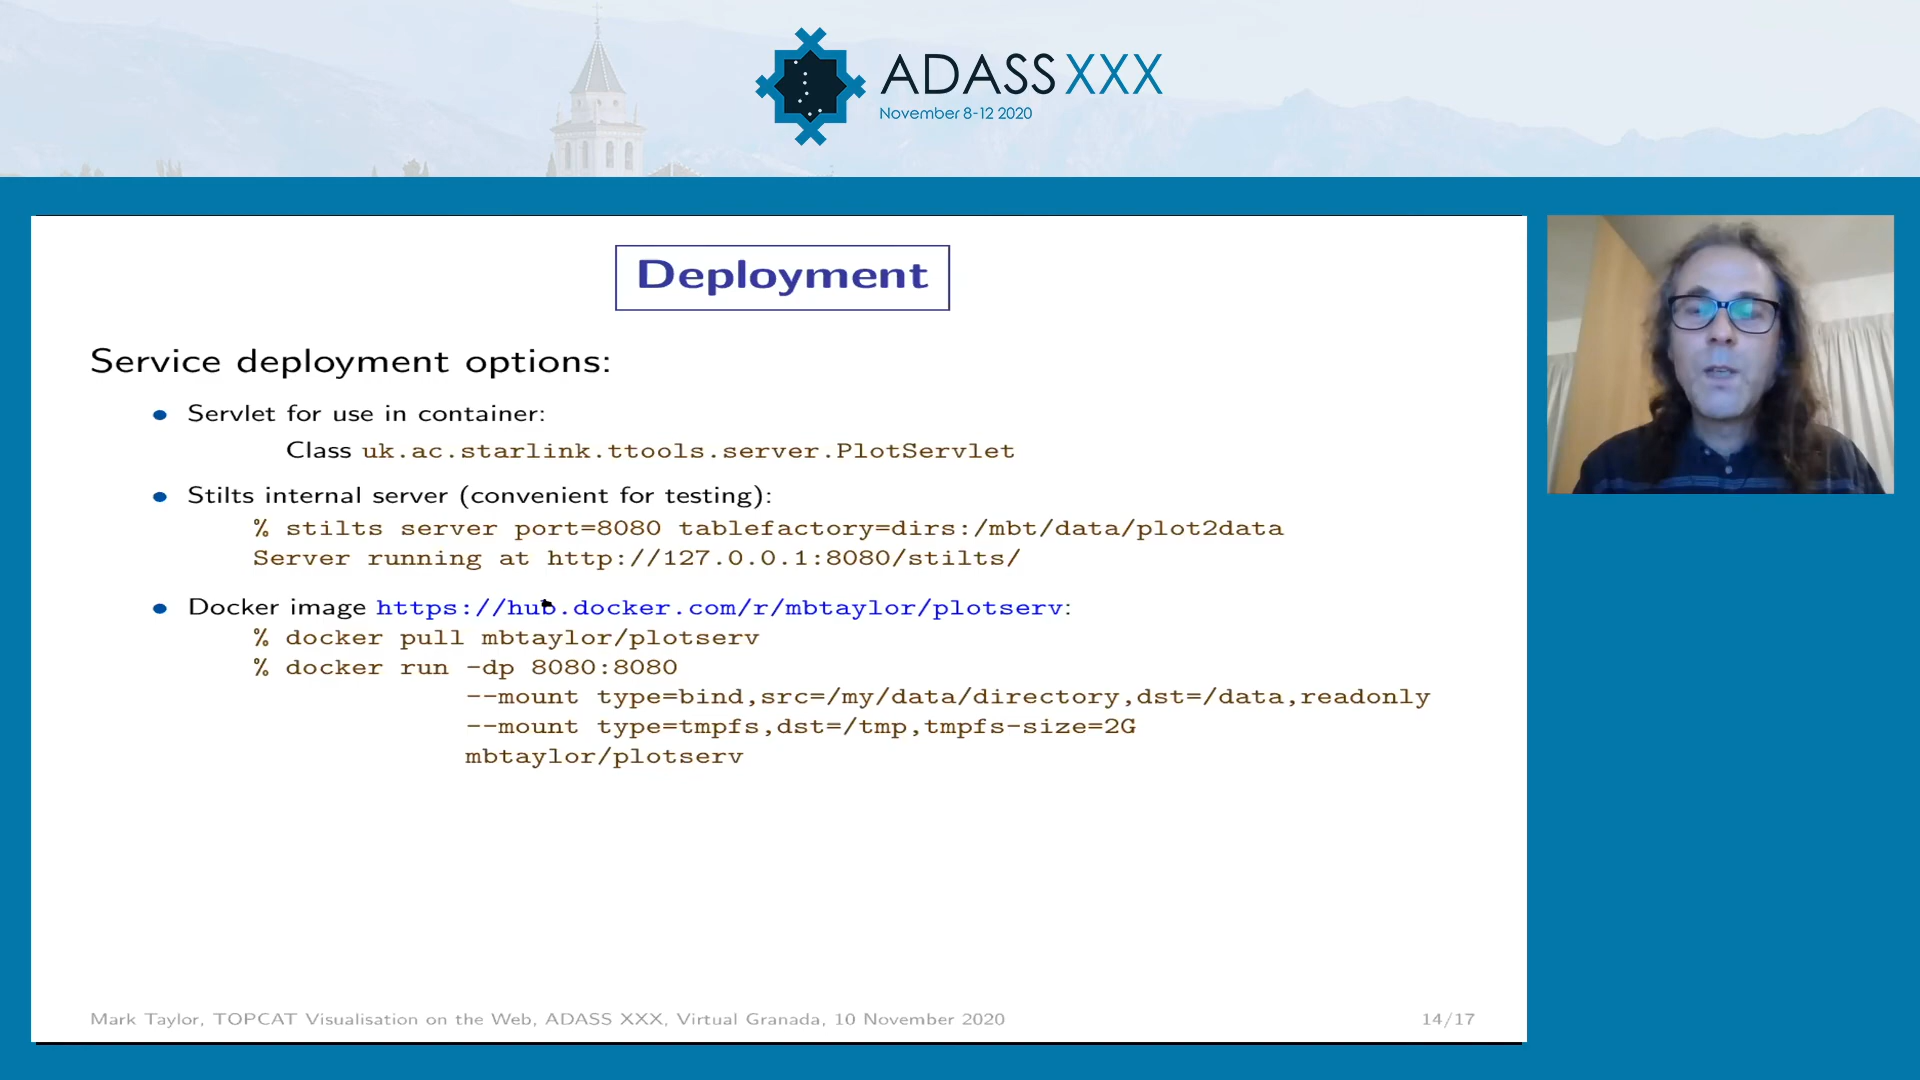 ADASS XXX
November 8-12 2020
Deployment
Service deployment options:
Servlet for use in container:
Class uk.ac.starlink.ttools.server.PlotServlet
Stilts internal server (convenient for testing):
% stilts server port=8080 tablefactory=dirs:/mbt/data/plot2data
Server running at http://127.0.0.1:8080/stilts/
Docker image https://hub.docker.com/r/mbtaylor/plotserv:
% docker pull mbtaylor/plotserv
% docker run -dp 8080:8080
--mount type=bind,src=/my/data/directory,dst=/data,readonly
--mount type=tmpfs,dst=/tmp,tmpfs-size=2G
mbtaylor/plotserv
Mark Taylor, TOPCAT Visualisation on the Web, ADASS XXX, Virtual Granada, 10 November 2020
14/17